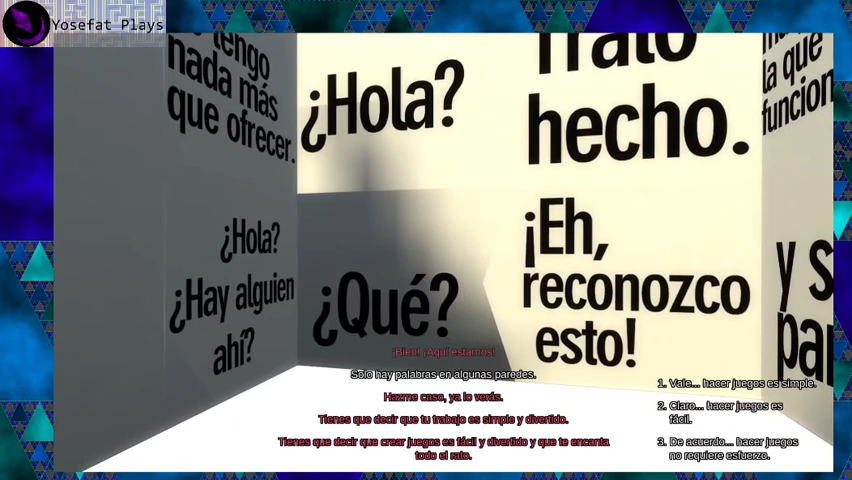 Yosefat Plays
tengo
nada más
que ofrecer.
¿Hola?
¿Hay alguien
ahí?
¿Hola?
¿Qué?
Trato
hecho.
¡Eh,
reconozco
esto!
la que
y s
¡Bien! ¡Aquí estamos!
Sólo hay palabras en algunas paredes.
Hazme caso, ya lo verás.
Tienes que decir que tu trabajo es simple y divertido.
Tienes que decir que crear juegos es fácil y divertido y que te encanta
todo el rato.
1. Vale... hacer juegos es simple.
2. Claro... hacer juegos es
fácil.
3. De acuerdo... hacer juegos
no requiere esfuerzo.